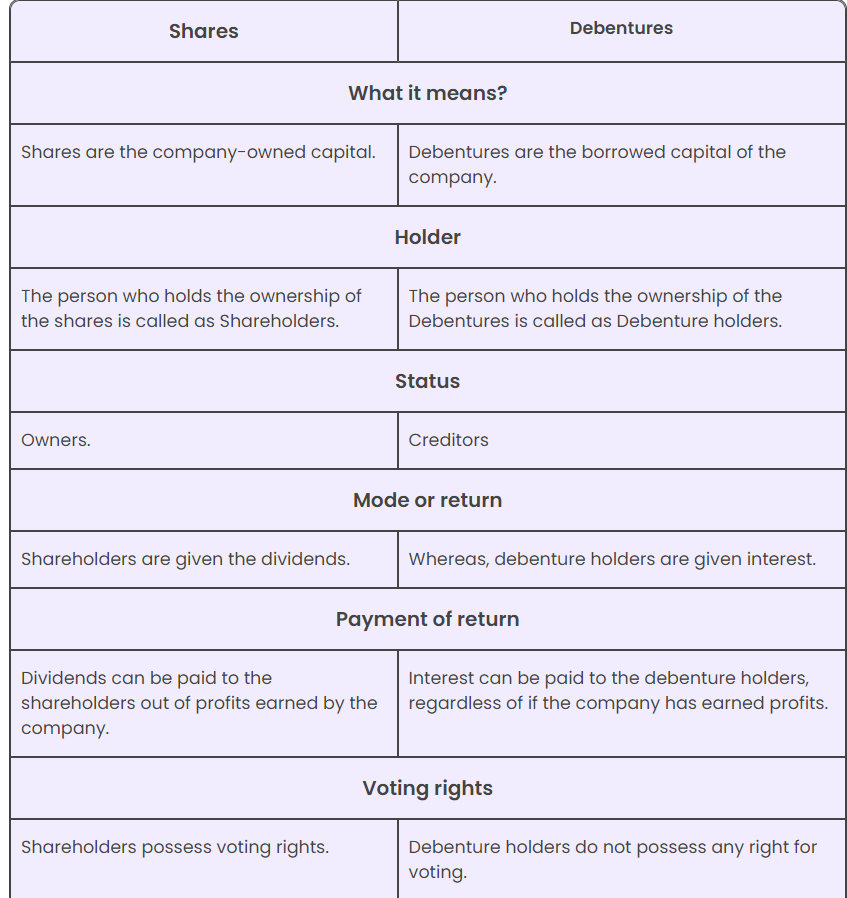 Shares
Debentures
What it means?
Shares are the company-owned capital.
Debentures are the borrowed capital of the
company.
Holder
The person who holds the ownership of
the shares is called as Shareholders.
The person who holds the ownership of the
Debentures is called as Debenture holders.
Status
Owners.
Creditors
Mode or return
Shareholders are given the dividends.
Whereas, debenture holders are given interest.
Payment of return
Dividends can be paid to the
shareholders out of profits earned by the
company.
Interest can be paid to the debenture holders,
regardless of if the company has earned profits.
Voting rights
Shareholders possess voting rights.
Debenture holders do not possess any right for
voting.